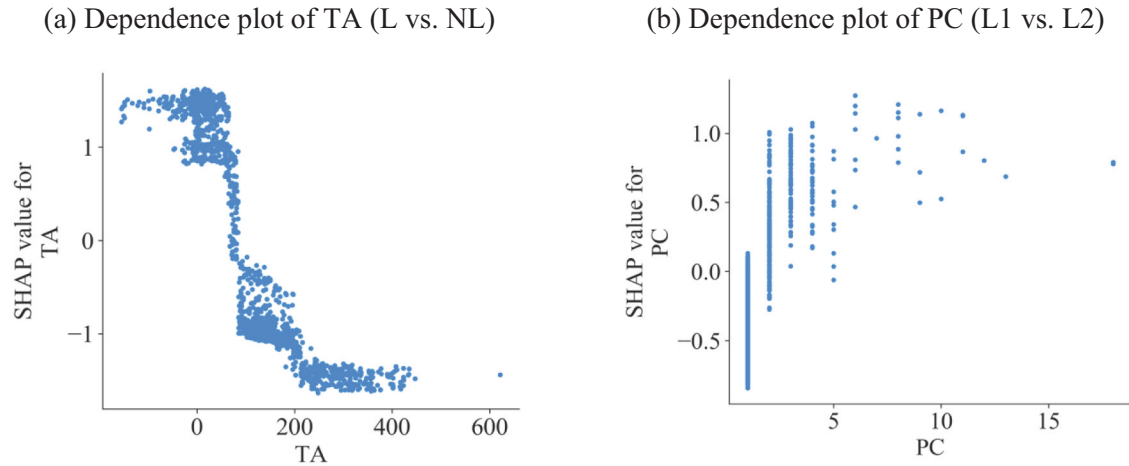 (a) Dependence plot of TA (L vs. NL)
(b) Dependence plot of PC (L1 vs. L2)
SHAP value for
TA
1
0
−1
0
200
400
600
TA
SHAP value for
PC
1.0
0.5
0.0
−0.5
5
10
15
PC